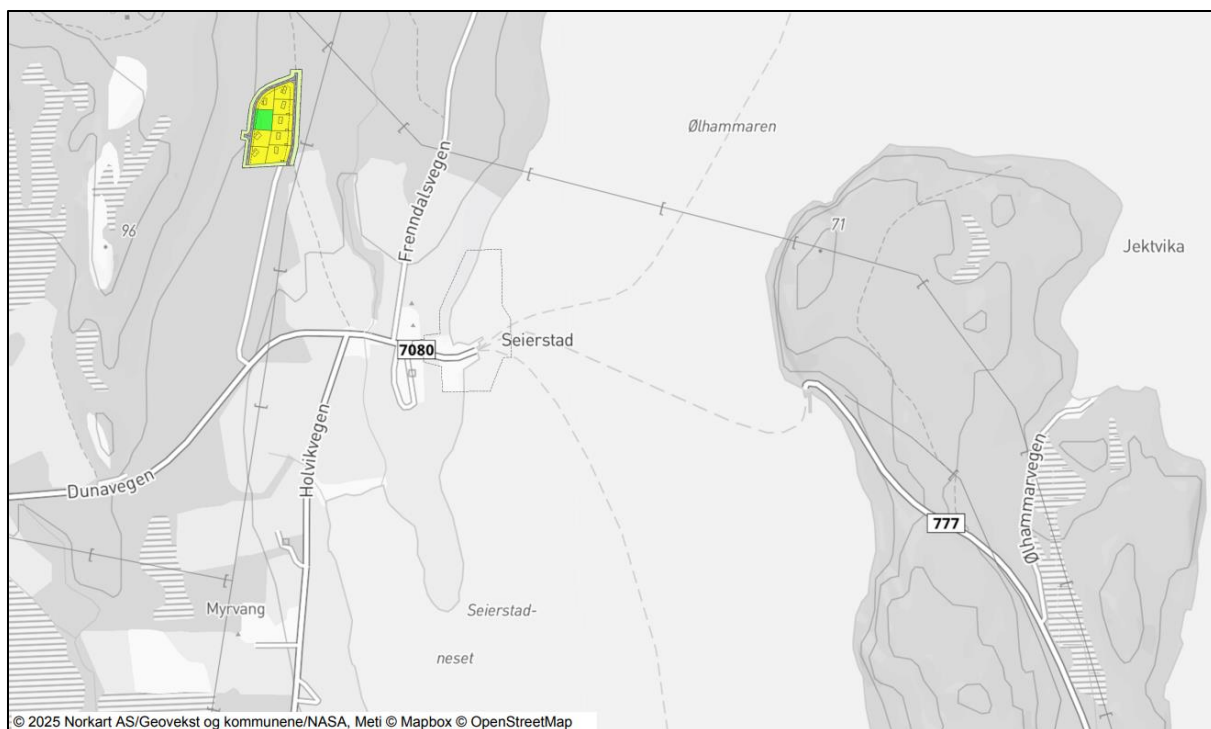 Ølhammaren
71
Jektvika
96
Frenndalsvegen
7080
Seierstad
Dunavegen
Holvikvegen
777
Ølhammarvegen
Myrvang
Seierstad-
neset
© 2025 Norkart AS/Geovekst og kommunene/NASA, Meti © Mapbox © OpenStreetMap